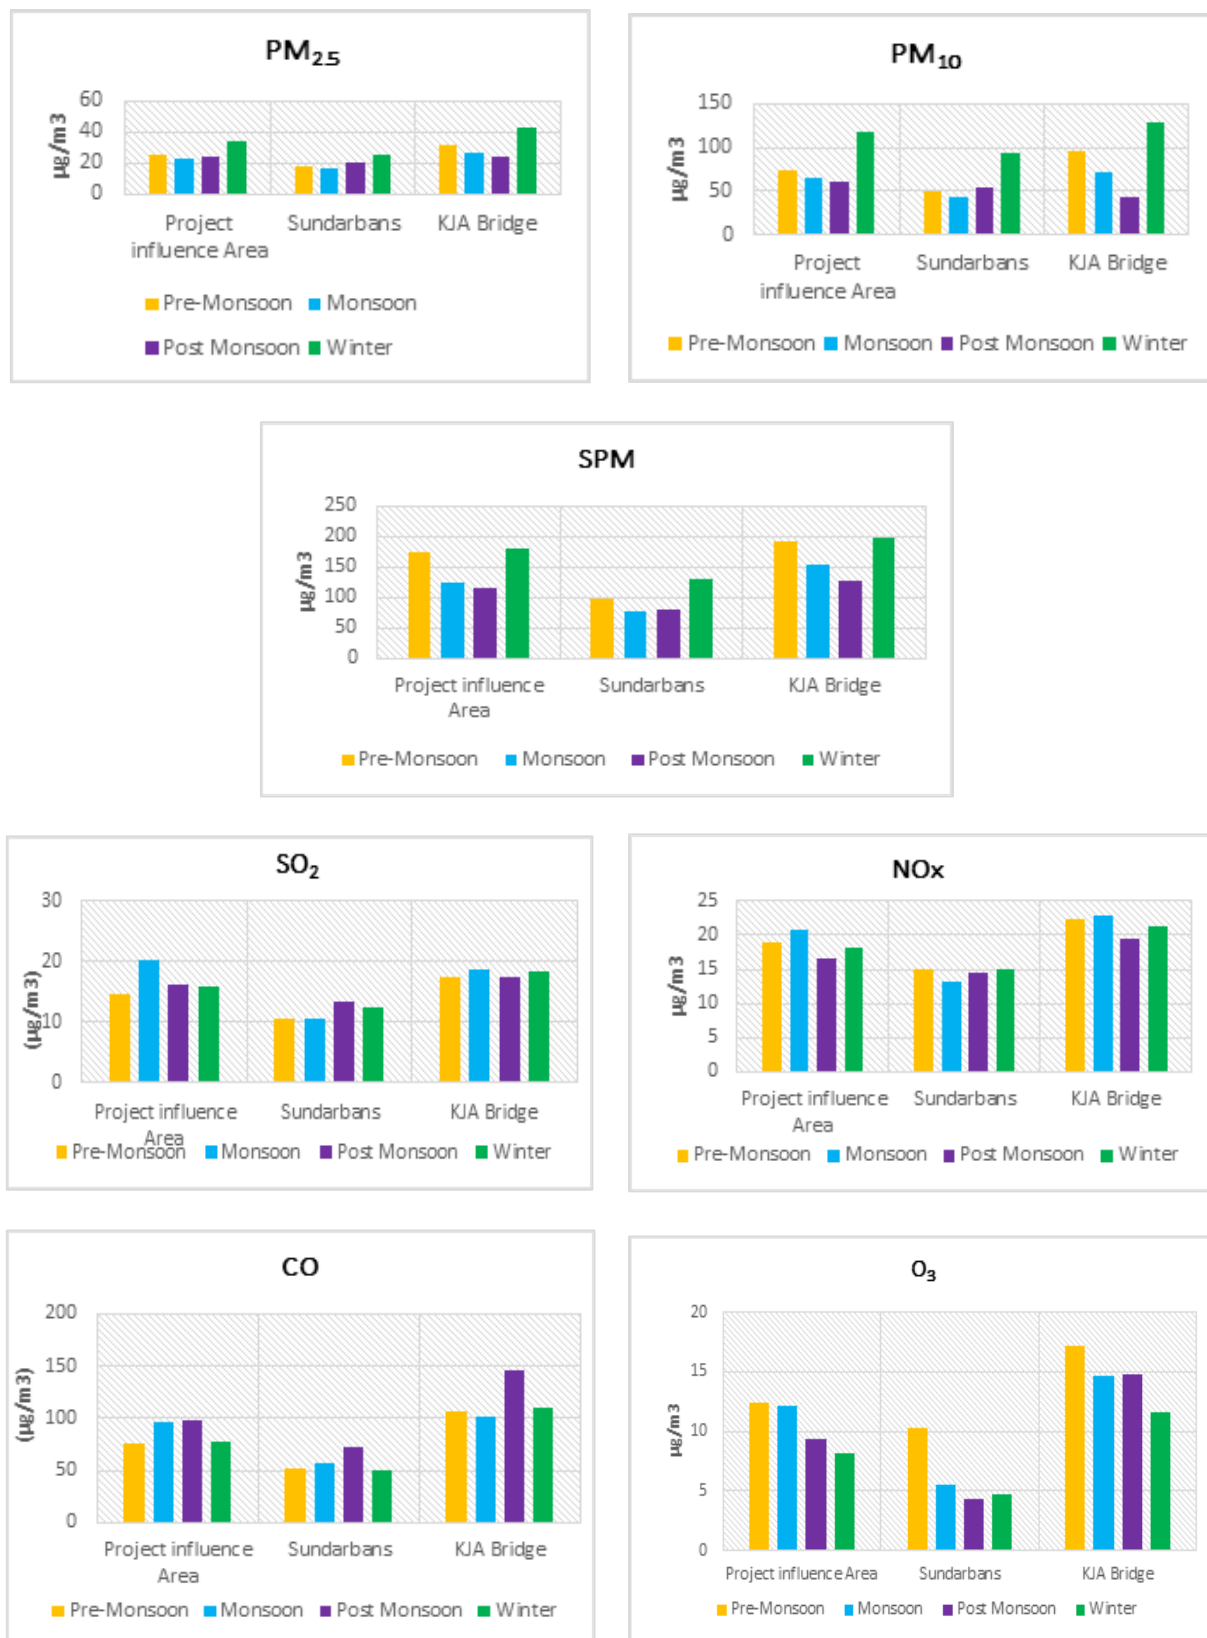 PM2.5
60
40
20
0
µg/m3
Project influence Area
Sundarbans
KJA Bridge
Pre-Monsoon Monsoon
Post Monsoon Winter
PM10
150
100
50
0
µg/m3
Project influence Area
Sundarbans
KJA Bridge
Pre-Monsoon Monsoon Post Monsoon Winter
SPM
250
200
150
100
50
0
µg/m3
Project influence Area
Sundarbans
KJA Bridge
Pre-Monsoon Monsoon Post Monsoon Winter
SO2
30
20
10
0
(µg/m3)
Project influence Area
Sundarbans
KJA Bridge
Pre-Monsoon Monsoon Post Monsoon Winter
NOx
25
20
15
10
5
0
µg/m3
Project influence Area
Sundarbans
KJA Bridge
Pre-Monsoon Monsoon Post Monsoon Winter
CO
200
150
100
50
0
(µg/m3)
Project influence Area
Sundarbans
KJA Bridge
Pre-Monsoon Monsoon Post Monsoon Winter
O3
20
15
10
5
0
µg/m3
Project influence Area
Sundarbans
KJA Bridge
Pre-Monsoon Monsoon Post Monsoon Winter